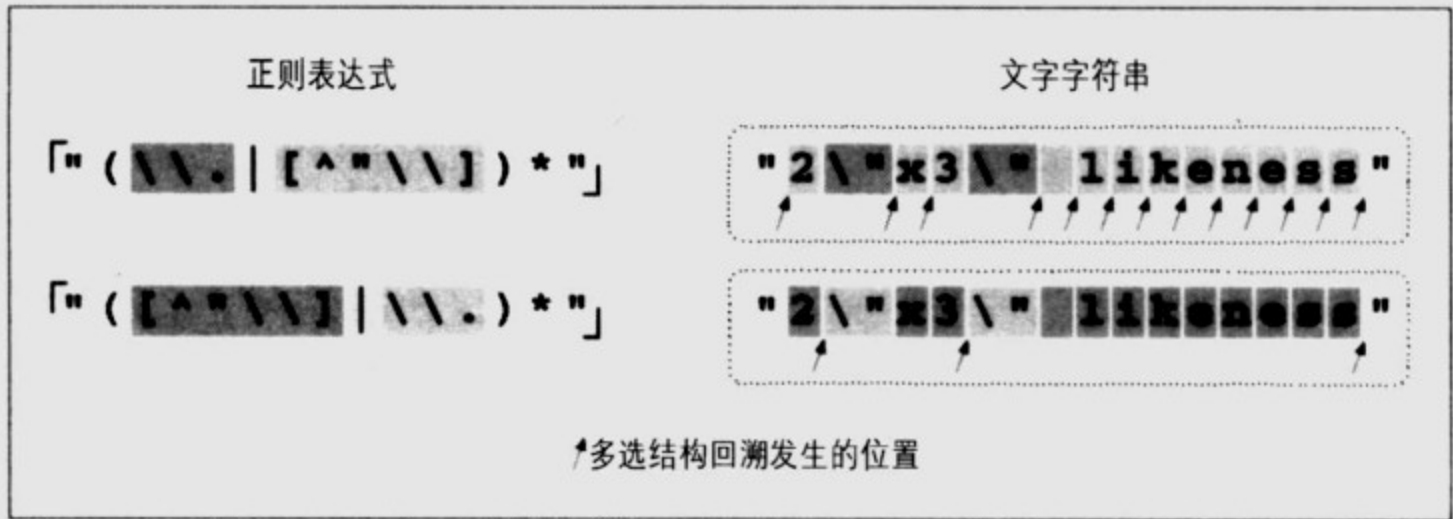 正则表达式 文字字符串
「"(\\.|[^"\\])*"」 "2\"x3\" likeness"
「"([^"\\]|\\.)*"」 "2\"x3\" likeness"
多选结构回溯发生的位置